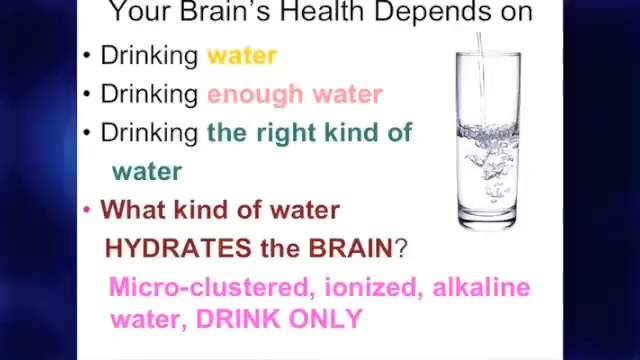 Your Brain's Health Depends on
• Drinking water
• Drinking enough water
• Drinking the right kind of
water
• What kind of water
HYDRATES the BRAIN?
Micro-clustered, ionized, alkaline
water, DRINK ONLY